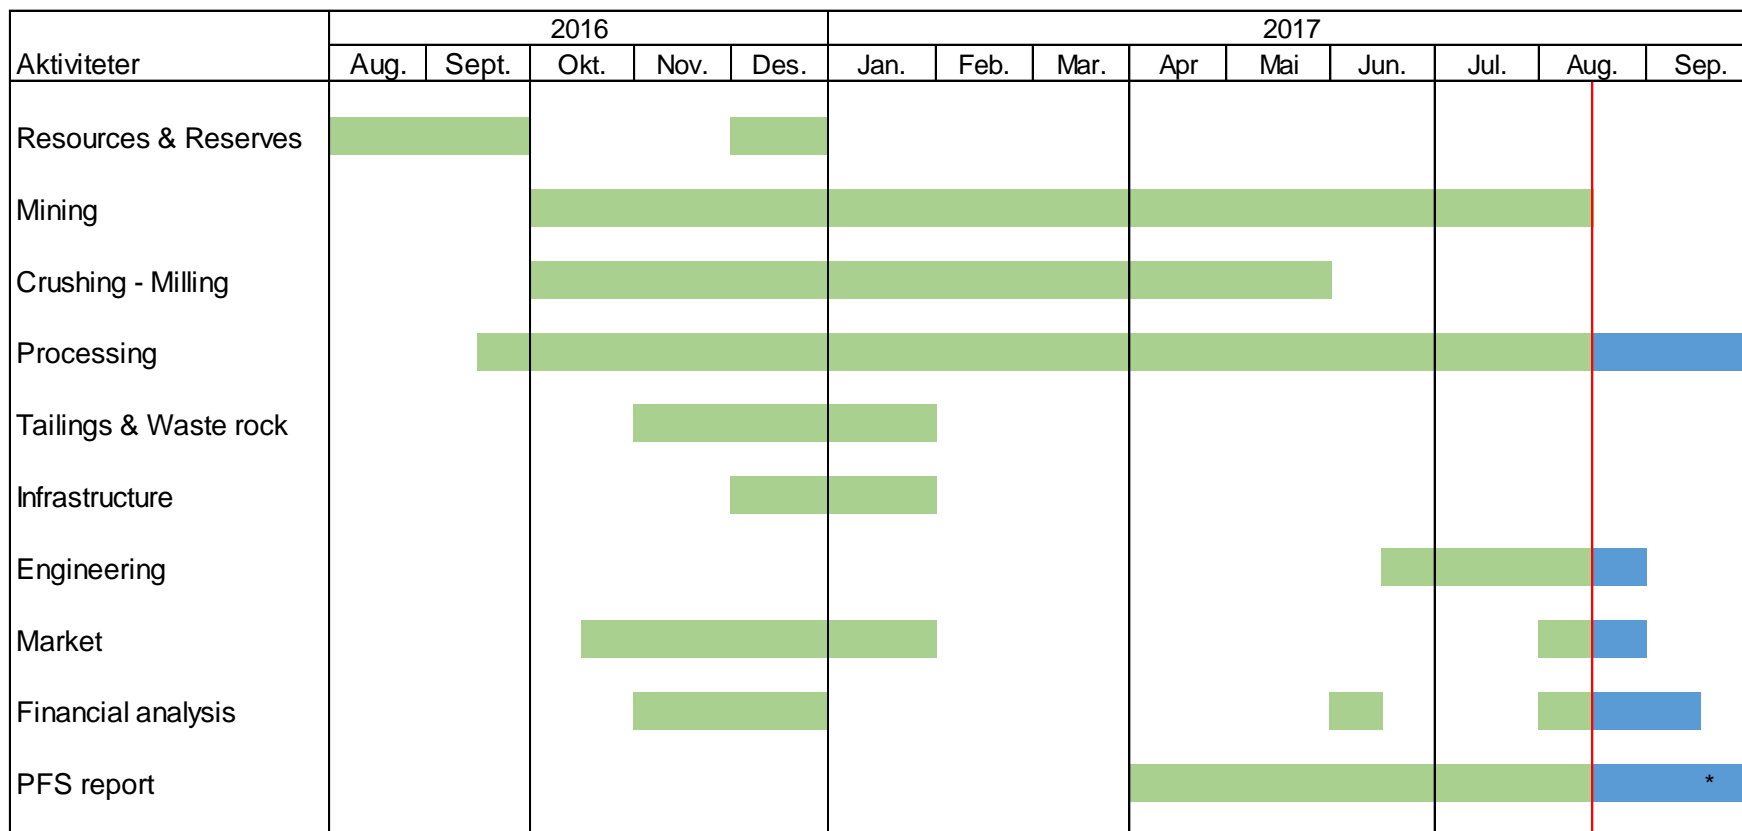 2016 2017
Aktiviteter Aug. Sept. Okt. Nov. Des. Jan. Feb. Mar. Apr Mai Jun. Jul. Aug. Sep.
Resources & Reserves
Mining
Crushing - Milling
Processing
Tailings & Waste rock
Infrastructure
Engineering
Market
Financial analysis
PFS report *